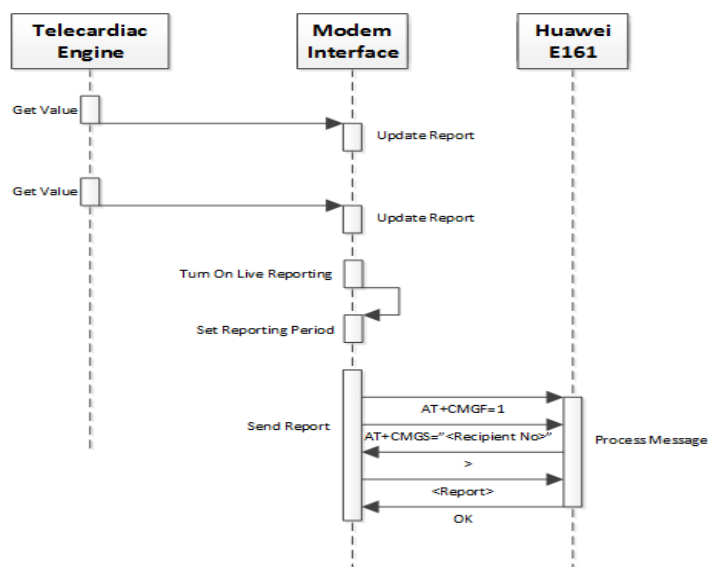 Telecardiac
Engine
Modem
Interface
Huawei
E161
Get Value
Update Report
Get Value
Update Report
Turn On Live Reporting
Set Reporting Period
Send Report
AT+CMGF=1
AT+CMGS=”<Recipient No>”
Process Message
>
<Report>
OK